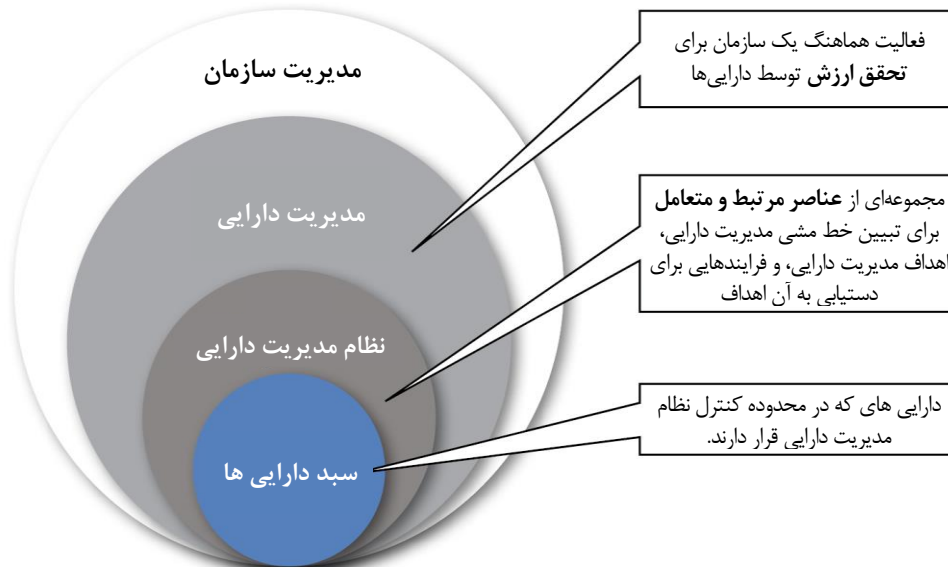 مدیریت سازمان
مدیریت دارایی
نظام مدیریت دارایی
سبد دارایی ها
فعالیت هماهنگ یک سازمان برای
تحقق ارزش توسط دارایی‌ها
مجموعه‌ای از عناصر مرتبط و متعامل
برای تبیین خط مشی مدیریت دارایی،
اهداف مدیریت دارایی، و فرایندهایی برای
دستیابی به آن اهداف
دارایی های که در محدوده کنترل نظام
مدیریت دارایی قرار دارند.